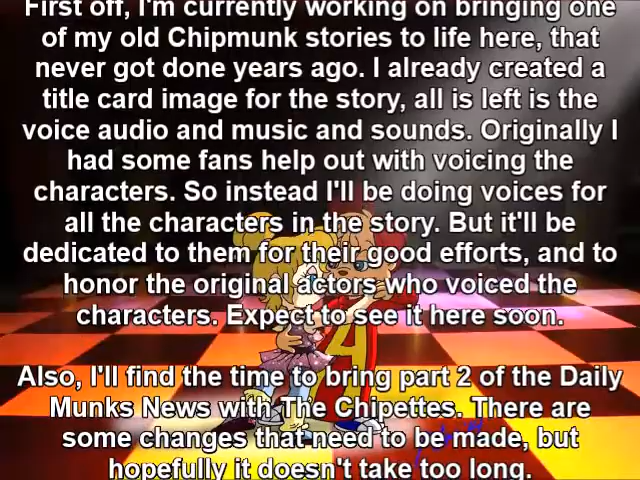 First off, I'm currently working on bringing one
of my old Chipmunk stories to life here, that
never got done years ago. I already created a
title card image for the story, all is left is the
voice audio and music and sounds. Originally I
had some fans help out with voicing the
characters. So instead I'll be doing voices for
all the characters in the story. But it'll be
dedicated to them for their good efforts, and to
honor the original actors who voiced the
characters. Expect to see it here soon.
Also, I'll find the time to bring part 2 of the Daily
Munks News with The Chipettes. There are
some changes that need to be made, but
hopefully it doesn't take too long.
A